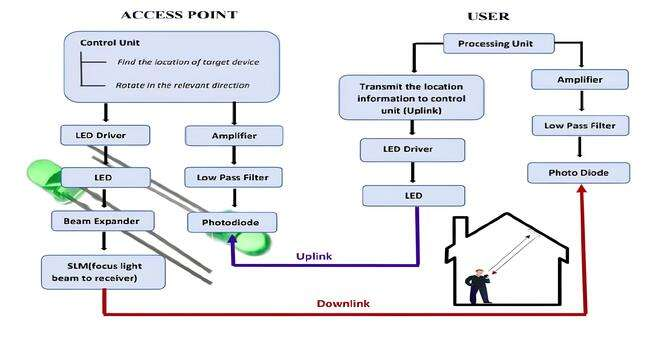 ACCESS POINT
USER
Control Unit
Find the location of target device
Rotate in the relevant direction
LED Driver
LED
Beam Expander
SLM(focus light
beam to receiver)
Amplifier
Low Pass Filter
Photodiode
Processing Unit
Transmit the location
information to control
unit (Uplink)
LED Driver
LED
Amplifier
Low Pass Filter
Photo Diode
Uplink
Downlink